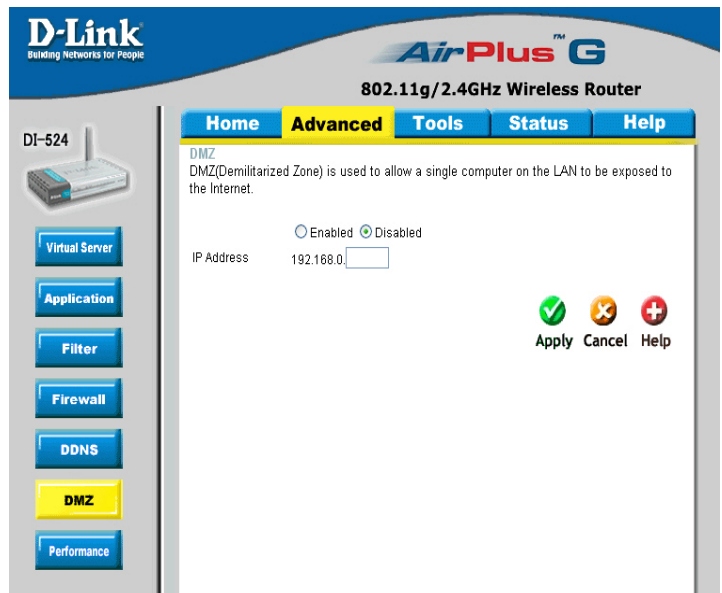 D-Link
Building Networks for People
AirPlus™G
802.11g/2.4GHz Wireless Router
DI-524
Home Advanced Tools Status Help
DMZ
DMZ(Demilitarized Zone) is used to allow a single computer on the LAN to be exposed to
the Internet.
Enabled Disabled
IP Address 192.168.0.
Apply Cancel Help
Virtual Server
Application
Filter
Firewall
DDNS
DMZ
Performance